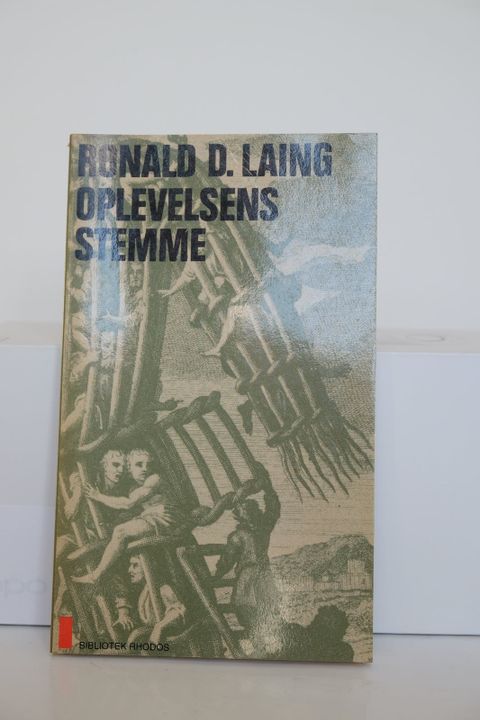 RONALD D. LAING
OPLEVELSENS
STEMME
BIBLIOTEK RHODOS